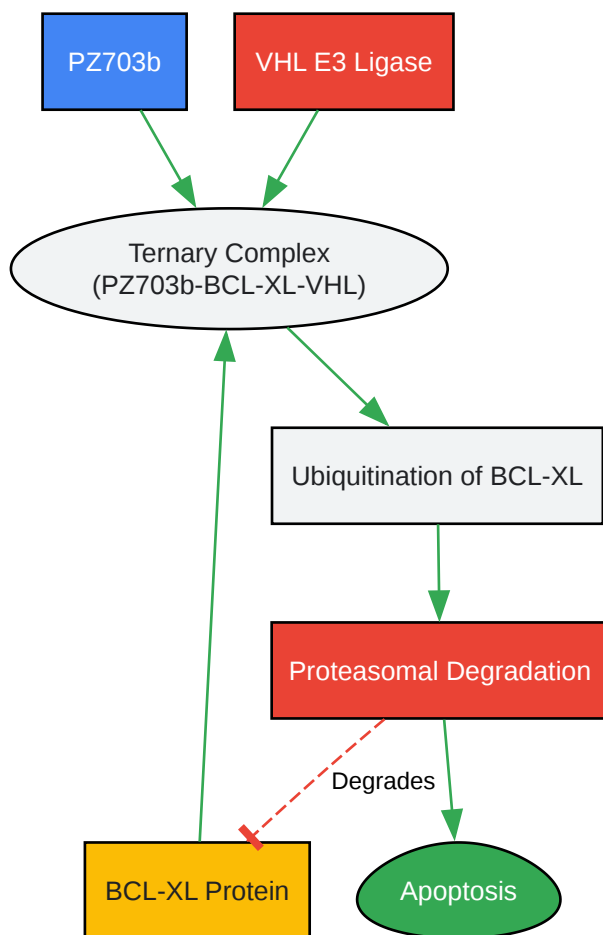 PZ703b
VHL E3 Ligase
Ternary Complex
(PZ703b-BCL-XL-VHL)
Ubiquitination of BCL-XL
Proteasomal Degradation
Degrades
BCL-XL Protein
Apoptosis